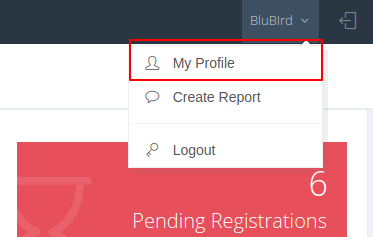 BluBIrd
My Profile
Create Report
Logout
6
Pending Registrations